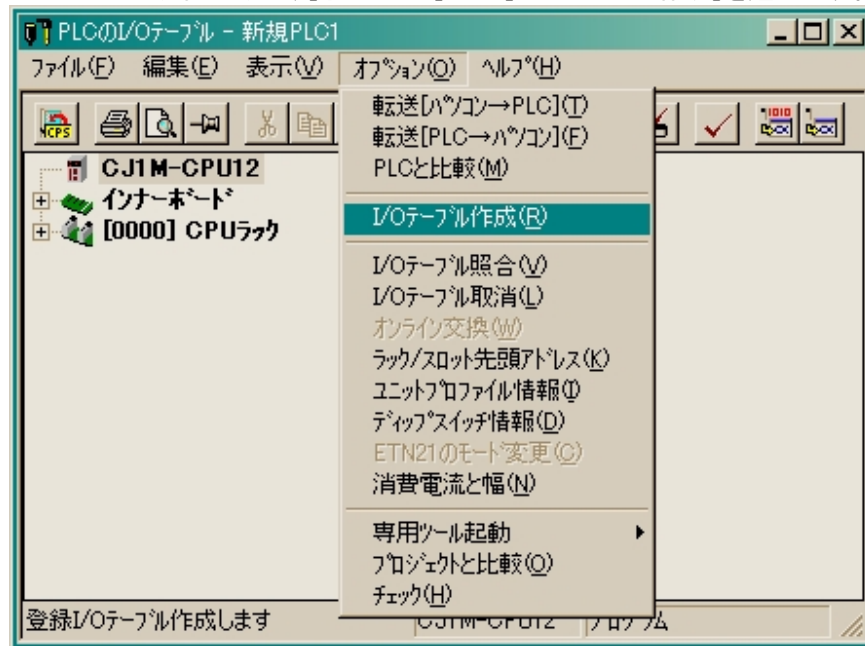 PLCのI/Oテーブル - 新規PLC1
ファイル(F) 編集(E) 表示(V) オプション(O) ヘルプ(H)
転送[パソコン→PLC](T)
転送[PLC→パソコン](F)
PLCと比較(M)
I/Oテーブル作成(R)
I/Oテーブル照合(V)
I/Oテーブル取消(L)
オンライン交換(W)
ラック/スロット先頭アドレス(K)
ユニットプロファイル情報(I)
ディップスイッチ情報(D)
ETN21のモード変更(C)
消費電流と幅(N)
専用ツール起動
プロジェクトと比較(O)
チェック(H)
CJ1M-CPU12
インナーボード
[0000] CPUラック
登録I/Oテーブル作成します CJ1M-CPU12